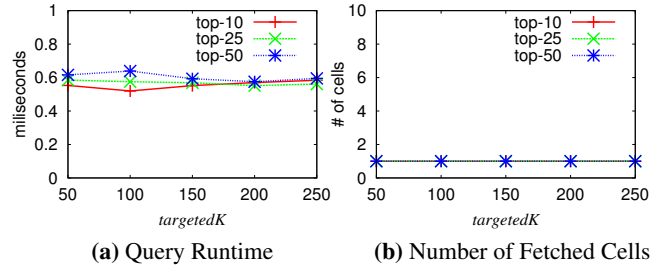 top-10
top-25
top-50
1
0.8
0.6
0.4
0.2
0
miliseconds
50 100 150 200 250
targetedK
(a) Query Runtime
top-10
top-25
top-50
10
8
6
4
2
0
# of cells
50 100 150 200 250
targetedK
(b) Number of Fetched Cells